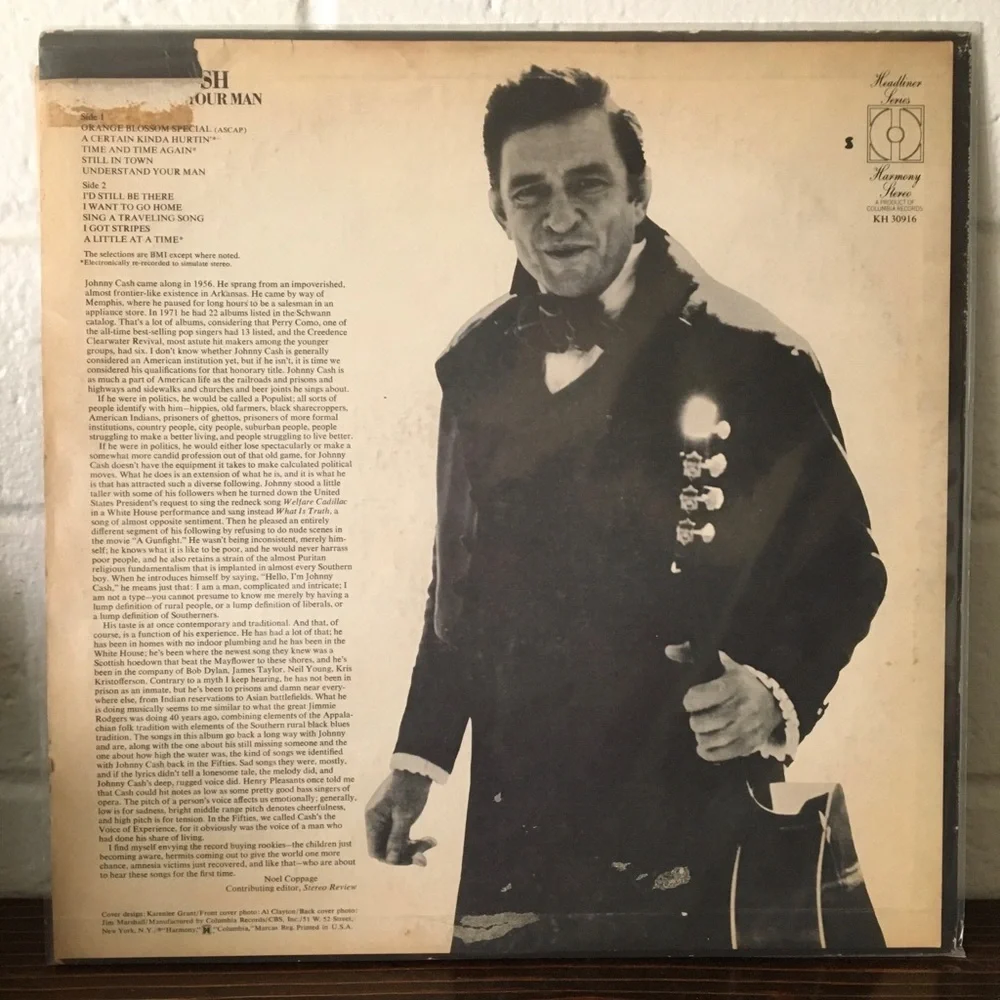 SH
YOUR MAN
Side 1
ORANGE BLOSSOM SPECIAL (ASCAP)
A CERTAIN KINDA HURTIN'*
TIME AND TIME AGAIN*
STILL IN TOWN
UNDERSTAND YOUR MAN
Side 2
I'D STILL BE THERE
I WANT TO GO HOME
SING A TRAVELING SONG
I GOT STRIPES
A LITTLE AT A TIME*
The selections are BMI except where noted.
*Electronically re-recorded to simulate stereo.
Johnny Cash came along in 1956. He sprang from an impoverished,
almost frontier-like existence in Arkansas. He came by way of
Memphis, where he paused for long hours to be a salesman in an
appliance store. In 1971 he had 22 albums listed in the Schwann
catalog. That's a lot of albums, considering that Perry Como, one of
the all-time best-selling pop singers had 13 listed, and the Creedence
Clearwater Revival, most astute hit makers among the younger
groups, had six. I don't know whether Johnny Cash is generally
considered an American institution yet, but if he isn't, it is time we
considered his qualifications for that honorary title. Johnny Cash is
as much a part of American life as the railroads and prisons and
highways and sidewalks and churches and beer joints he sings about.
If he were in politics, he would be called a Populist; all sorts of
people identify with him—hippies, old farmers, black sharecroppers,
American Indians, prisoners of ghettos, prisoners of more formal
institutions, country people, city people, suburban people, people
struggling to make a better living, and people struggling to live better.
If he were in politics, he would either lose spectacularly or make a
somewhat more candid profession out of that old game, for Johnny
Cash doesn't have the equipment it takes to make calculated political
moves. What he does is an extension of what he is, and it is what he
is that has attracted such a diverse following. Johnny stood a little
taller with some of his followers when he turned down the United
States President's request to sing the redneck song Welfare Cadillac
in a White House performance and sang instead What Is Truth, a
song of almost opposite sentiment. Then he pleased an entirely
different segment of his following by refusing to do nude scenes in
the movie "A Gunfight." He wasn't being inconsistent, merely him-
self; he knows what it is like to be poor, and he would never harrass
poor people, and he also retains a strain of the almost Puritan
religious fundamentalism that is implanted in almost every Southern
boy. When he introduces himself by saying, "Hello, I'm Johnny
Cash," he means just that: I am a man, complicated and intricate; I
am not a type—you cannot presume to know me merely by having a
lump definition of rural people, or a lump definition of liberals, or
a lump definition of Southerners.
His taste is at once contemporary and traditional. And that, of
course, is a function of his experience. He has had a lot of that; he
has been in homes with no indoor plumbing and he has been in the
White House; he's been where the newest song they knew was a
Scottish hoedown that beat the Mayflower to these shores, and he's
been in the company of Bob Dylan, James Taylor, Neil Young, Kris
Kristofferson. Contrary to a myth I keep hearing, he has not been in
prison as an inmate, but he's been to prisons and damn near every-
where else, from Indian reservations to Asian battlefields. What he
is doing musically seems to me similar to what the great Jimmie
Rodgers was doing 40 years ago, combining elements of the Appala-
chian folk tradition with elements of the Southern rural black blues
tradition. The songs in this album go back a long way with Johnny
and are, along with the one about his still missing someone and the
one about how high the water was, the kind of songs we identified
with Johnny Cash back in the Fifties. Sad songs they were, mostly,
and if the lyrics didn't tell a lonesome tale, the melody did, and
Johnny Cash's deep, rugged voice did. Henry Pleasants once told me
that Cash could hit notes as low as some pretty good bass singers of
opera. The pitch of a person's voice affects us emotionally; generally,
low is for sadness, bright middle range pitch denotes cheerfulness,
and high pitch is for tension. In the Fifties, we called Cash's the
Voice of Experience, for it obviously was the voice of a man who
had done his share of living.
I find myself envying the record buying rookies—the children just
becoming aware, hermits coming out to give the world one more
chance, amnesia victims just recovered, and like that—who are about
to hear these songs for the first time.
Noel Coppage
Contributing editor, Stereo Review
Cover design: Karenine Grant/Front cover photo: Al Clayton/Back cover photo:
Jim Marshall/Manufactured by Columbia Records/CBS, Inc./51 W. 52 Street,
New York, N.Y./® "Harmony," "Columbia," Marcas Reg. Printed in U.S.A.
Headliner
Series
S
Harmony
Stereo
A PRODUCT OF
COLUMBIA RECORDS
KH 30916